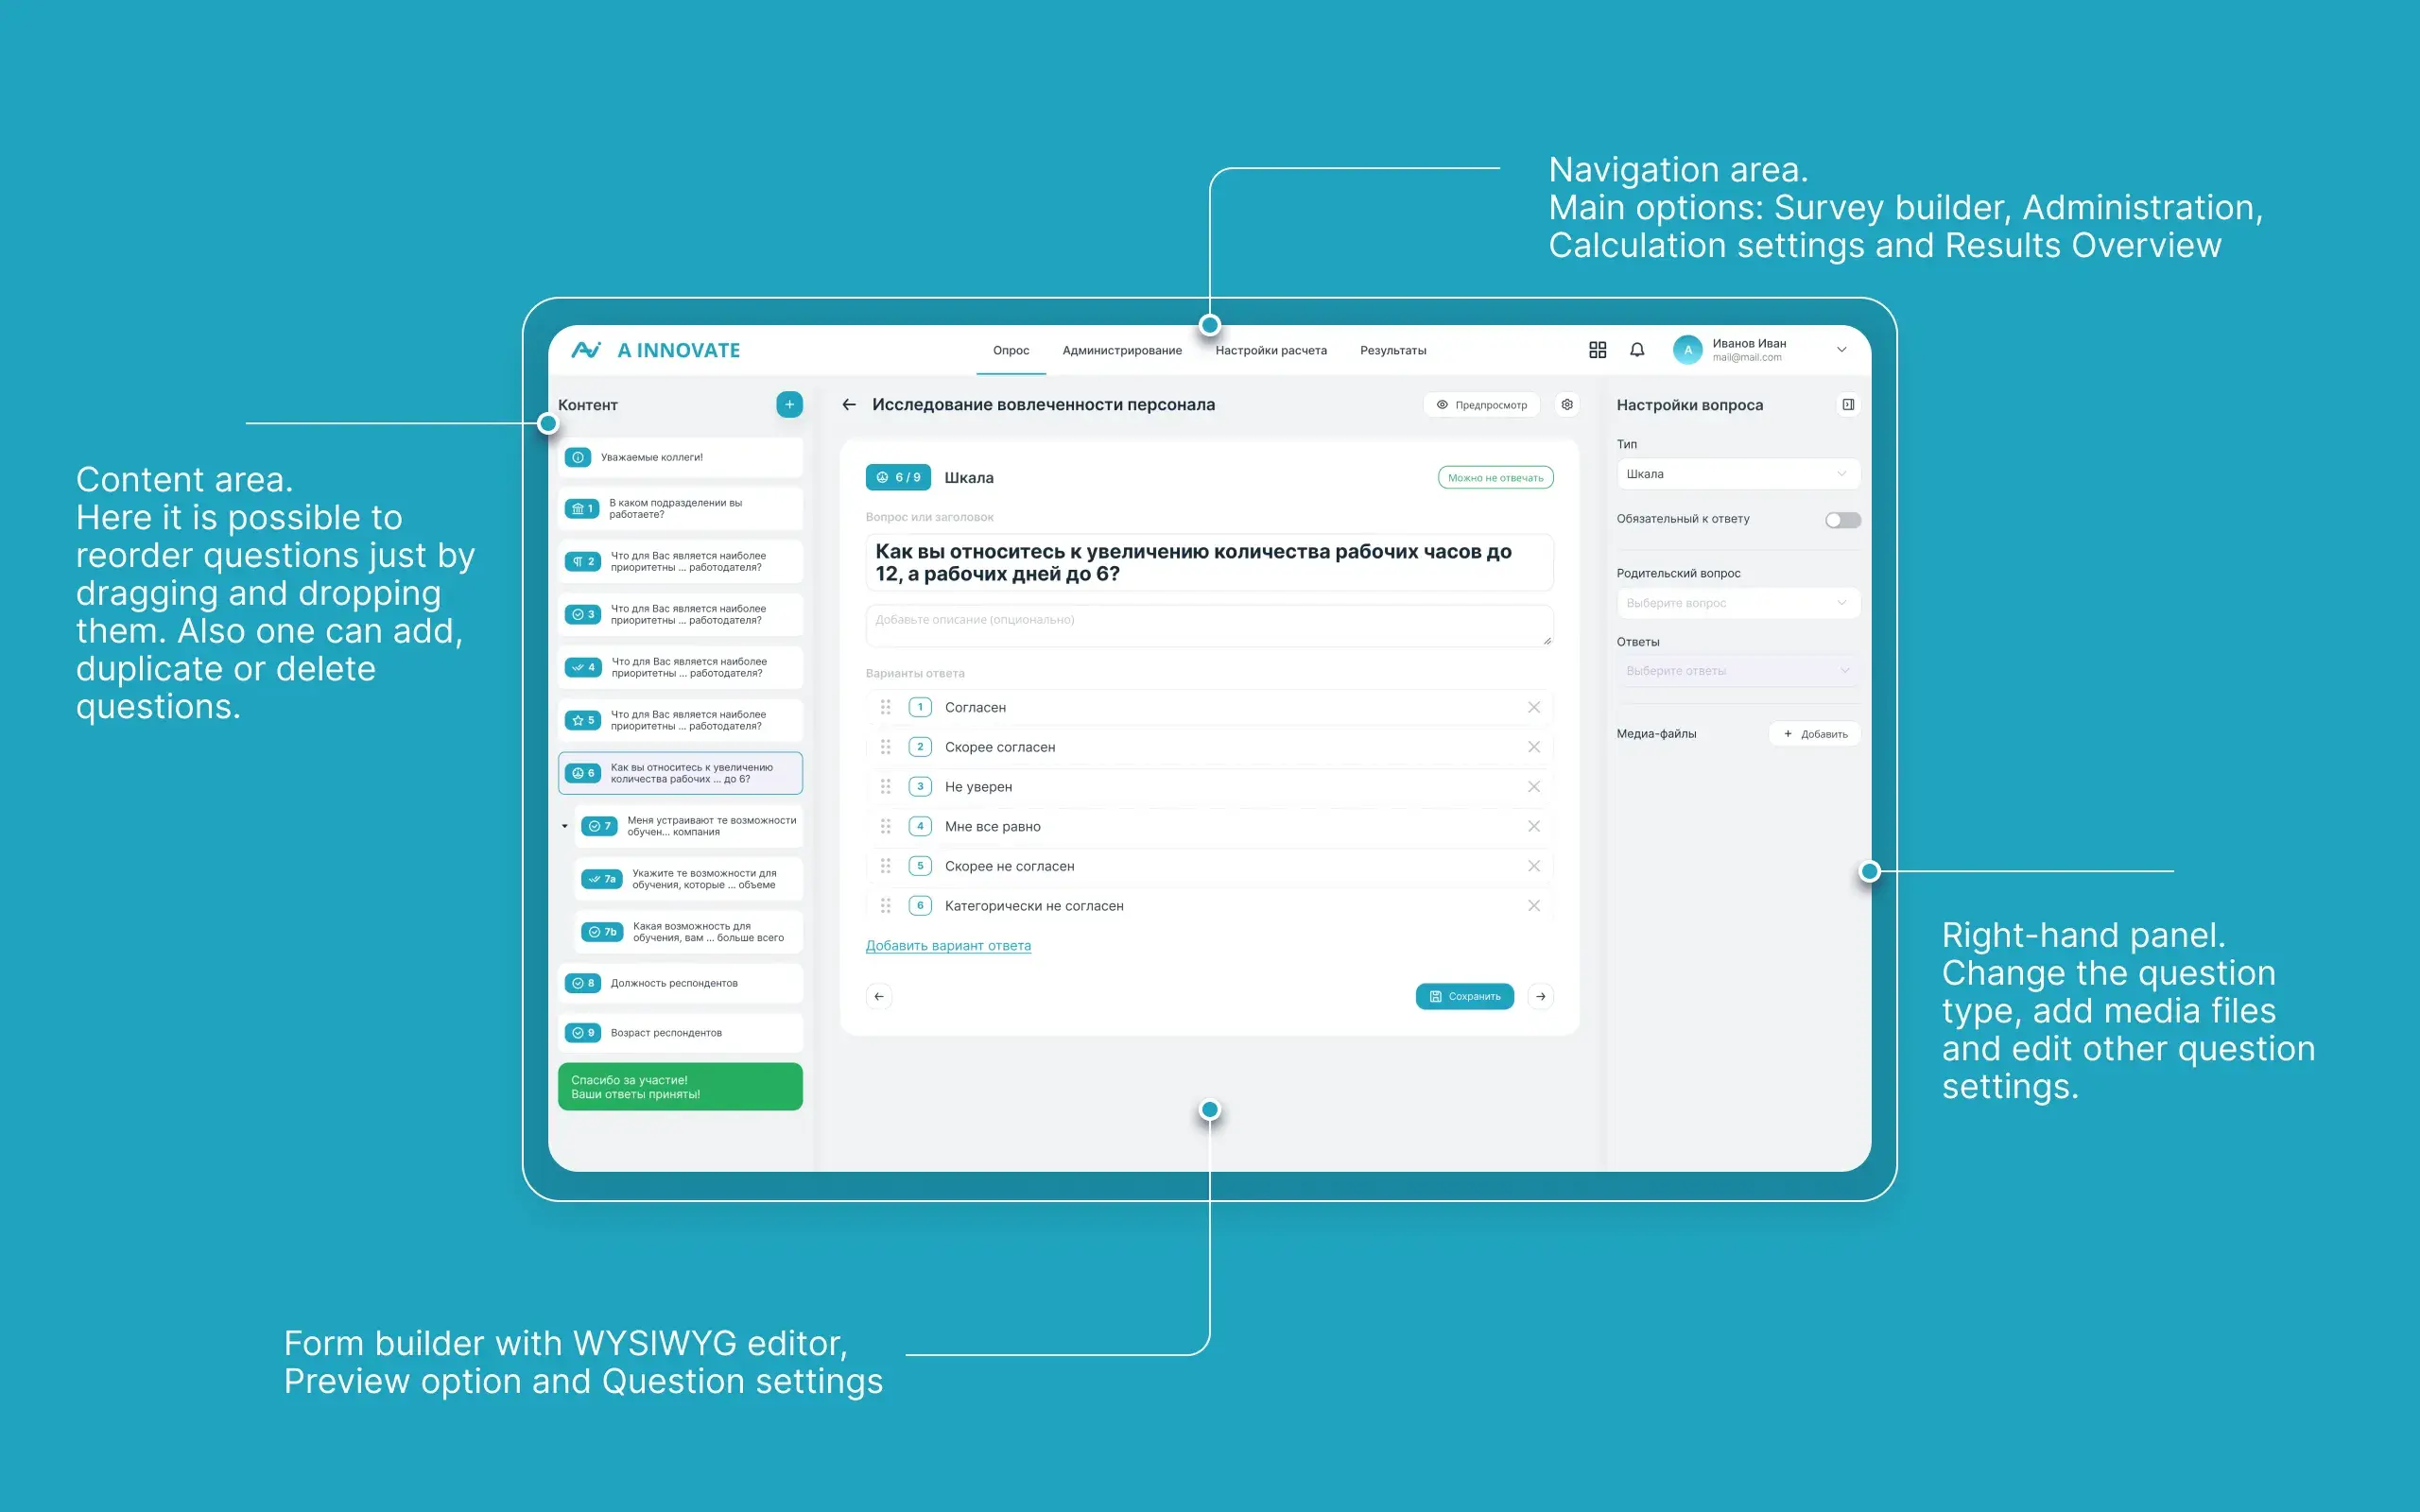 Navigation area.
Main options: Survey builder, Administration,
Calculation settings and Results Overview
Content area.
Here it is possible to
reorder questions just by
dragging and dropping
them. Also one can add,
duplicate or delete
questions.
A INNOVATE
Опрос
Администрирование
Настройки расчета
Результаты
A
Иванов Иван
mail@mail.com
Контент
+
Уважаемые коллеги!
1
В каком подразделении вы
работаете?
2
Что для Вас является наиболее
приоритетны ... работодателя?
3
Что для Вас является наиболее
приоритетны ... работодателя?
4
Что для Вас является наиболее
приоритетны ... работодателя?
5
Что для Вас является наиболее
приоритетны ... работодателя?
6
Как вы относитесь к увеличению
количества рабочих ... до 6?
7
Меня устраивают те возможности
обучен... компания
7a
Укажите те возможности для
обучения, которые ... объеме
7b
Какая возможность для
обучения, вам ... больше всего
8
Должность респондентов
9
Возраст респондентов
Спасибо за участие!
Ваши ответы приняты!
Исследование вовлеченности персонала
Предпросмотр
6 / 9
Шкала
Можно не отвечать
Вопрос или заголовок
Как вы относитесь к увеличению количества рабочих часов до
12, а рабочих дней до 6?
Добавьте описание (опционально)
Варианты ответа
1 Согласен
2 Скорее согласен
3 Не уверен
4 Мне все равно
5 Скорее не согласен
6 Категорически не согласен
Добавить вариант ответа
Сохранить
Настройки вопроса
Тип
Шкала
Обязательный к ответу
Родительский вопрос
Выберите вопрос
Ответы
Выберите ответы
Медиа-файлы
+ Добавить
Right-hand panel.
Change the question
type, add media files
and edit other question
settings.
Form builder with WYSIWYG editor,
Preview option and Question settings